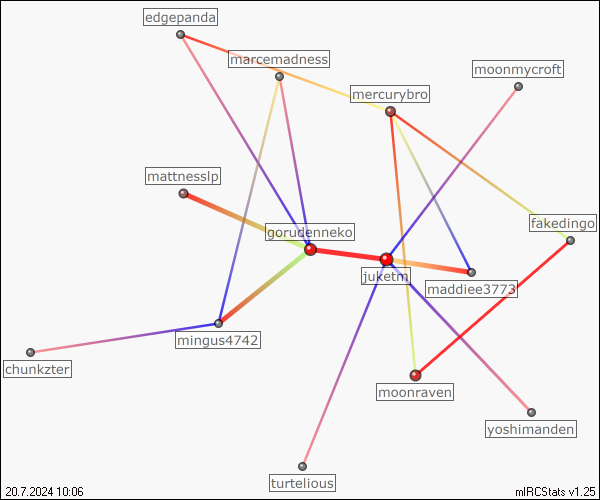 edgepanda
marcemadness
moonmycroft
mercurybro
mattnesslp
fakedingo
gorudenneko
juketm
maddiee3773
mingus4742
chunkzter
moonraven
yoshimanden
turtelious
20.7.2024 10:06
mIRCStats v1.25